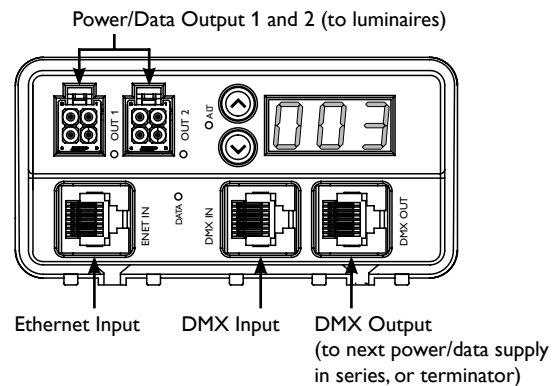 Power/Data Output 1 and 2 (to luminaires)
OUT 1
OUT 2
ALT
003
ENET IN
DATA
DMX IN
DMX OUT
Ethernet Input
DMX Input
DMX Output
(to next power/data supply
in series, or terminator)